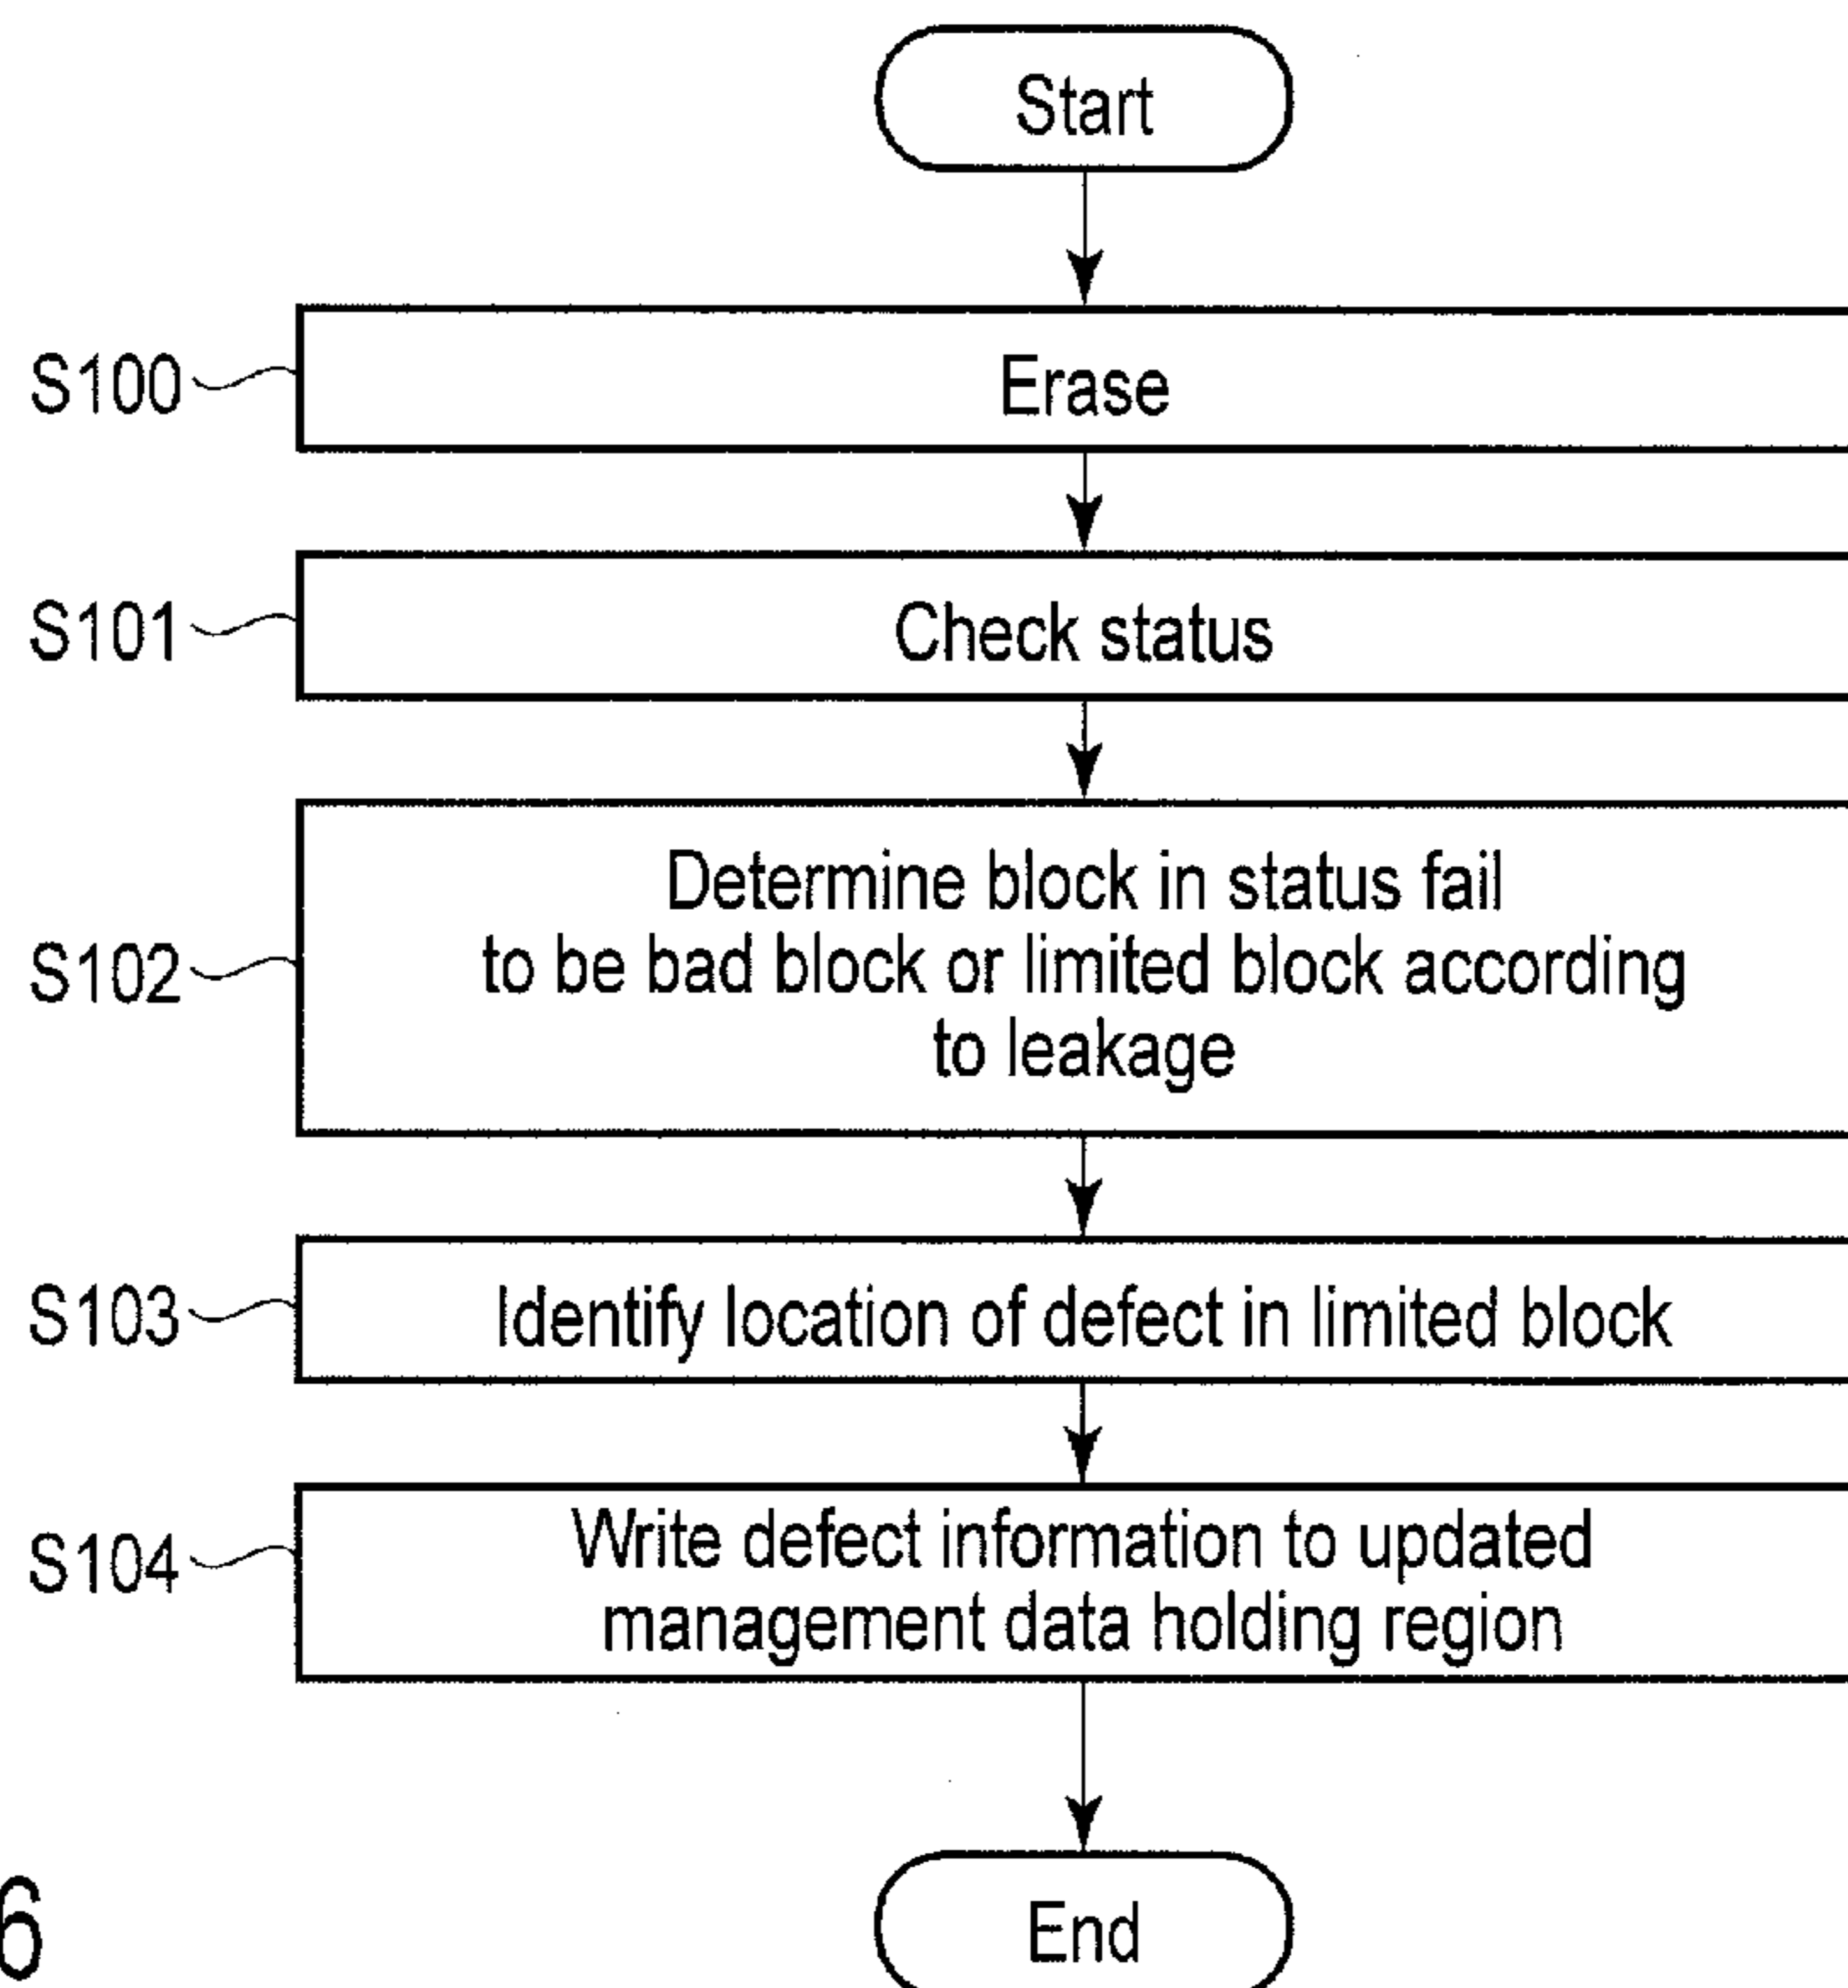 Start
S100
Erase
S101
Check status
S102
Determine block in status fail
to be bad block or limited block according
to leakage
S103
Identify location of defect in limited block
S104
Write defect information to updated
management data holding region
6
End